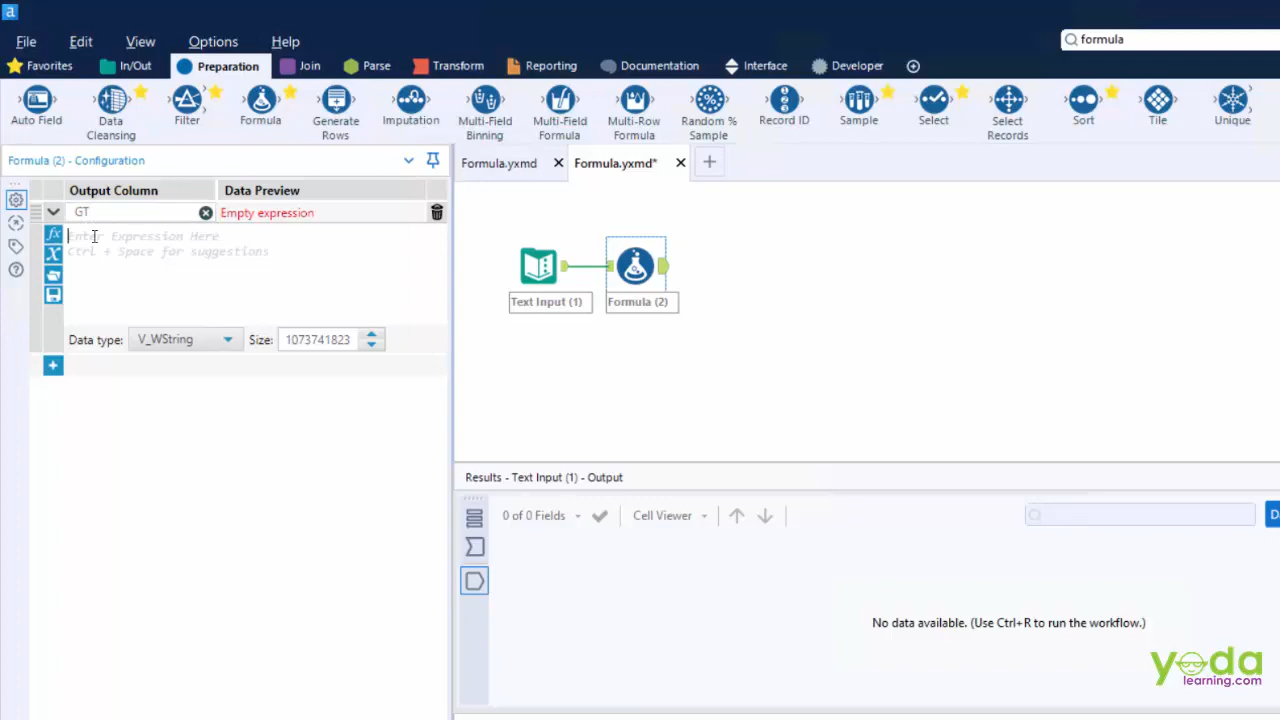 a
File Edit View Options Help
formula
Favorites In/Out Preparation Join Parse Transform Reporting Documentation Interface Developer
Auto Field Data Cleansing Filter Formula Generate Rows Imputation Multi-Field Binning Multi-Field Formula Multi-Row Formula Random % Sample Record ID Sample Select Select Records Sort Tile Unique
Formula (2) - Configuration
Formula.yxmd Formula.yxmd*
Output Column Data Preview
GT Empty expression
Enter Expression Here
Ctrl + Space for suggestions
Data type: V_WString Size: 1073741823
Text Input (1) Formula (2)
Results - Text Input (1) - Output
0 of 0 Fields Cell Viewer D
No data available. (Use Ctrl+R to run the workflow.)
yoda
learning.com